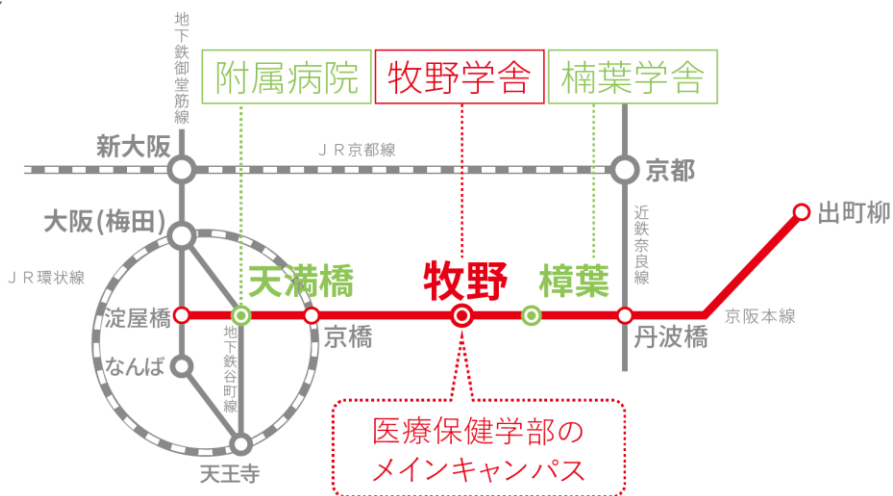 地下鉄御堂筋線
附属病院
牧野学舎
楠葉学舎
新大阪
JR京都線
京都
大阪(梅田)
近鉄奈良線
出町柳
JR環状線
天満橋
牧野
樟葉
淀屋橋
京橋
丹波橋
京阪本線
なんば
地下鉄谷町線
天王寺
医療保健学部の
メインキャンパス